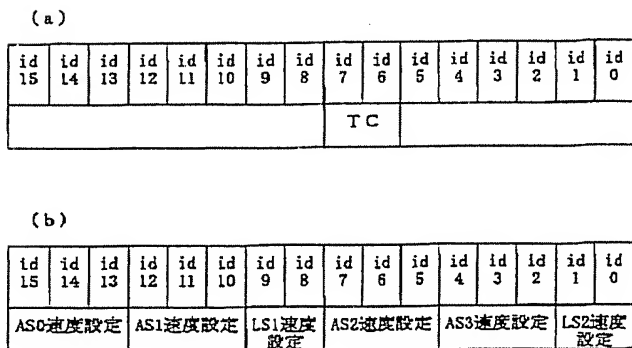 (a)
id 15 id 14 id 13 id 12 id 11 id 10 id 9 id 8 id 7 id 6 id 5 id 4 id 3 id 2 id 1 id 0
TC
(b)
id 15 id 14 id 13 id 12 id 11 id 10 id 9 id 8 id 7 id 6 id 5 id 4 id 3 id 2 id 1 id 0
AS0速度設定 AS1速度設定 LS1速度設定 AS2速度設定 AS3速度設定 LS2速度設定